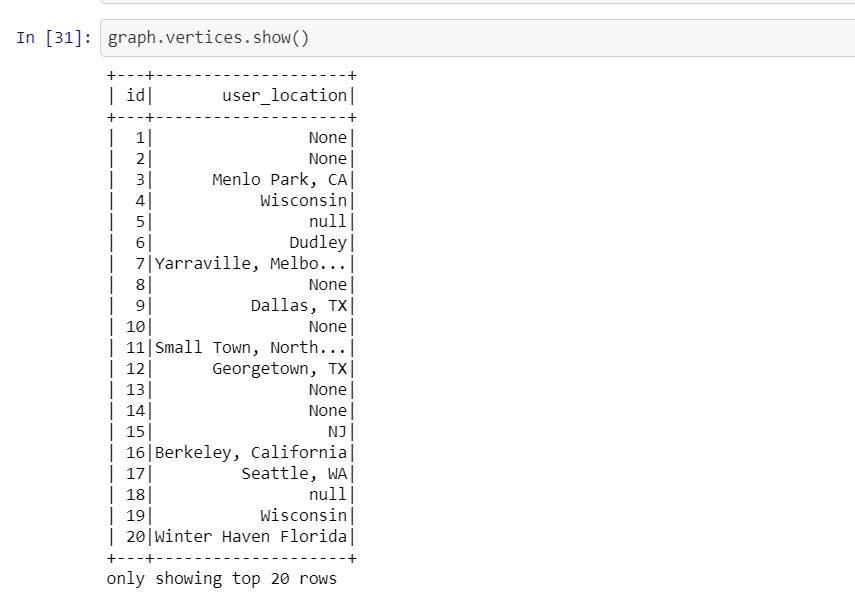 In [31]: graph.vertices.show()
+---+--------------------+
| id|       user_location|
+---+--------------------+
|  1|                None|
|  2|                None|
|  3|      Menlo Park, CA|
|  4|           Wisconsin|
|  5|                null|
|  6|              Dudley|
|  7|Yarraville, Melbo...|
|  8|                None|
|  9|          Dallas, TX|
| 10|                None|
| 11|Small Town, North...|
| 12|      Georgetown, TX|
| 13|                None|
| 14|                None|
| 15|                  NJ|
| 16|Berkeley, California|
| 17|         Seattle, WA|
| 18|                null|
| 19|           Wisconsin|
| 20|Winter Haven Florida|
+---+--------------------+
only showing top 20 rows